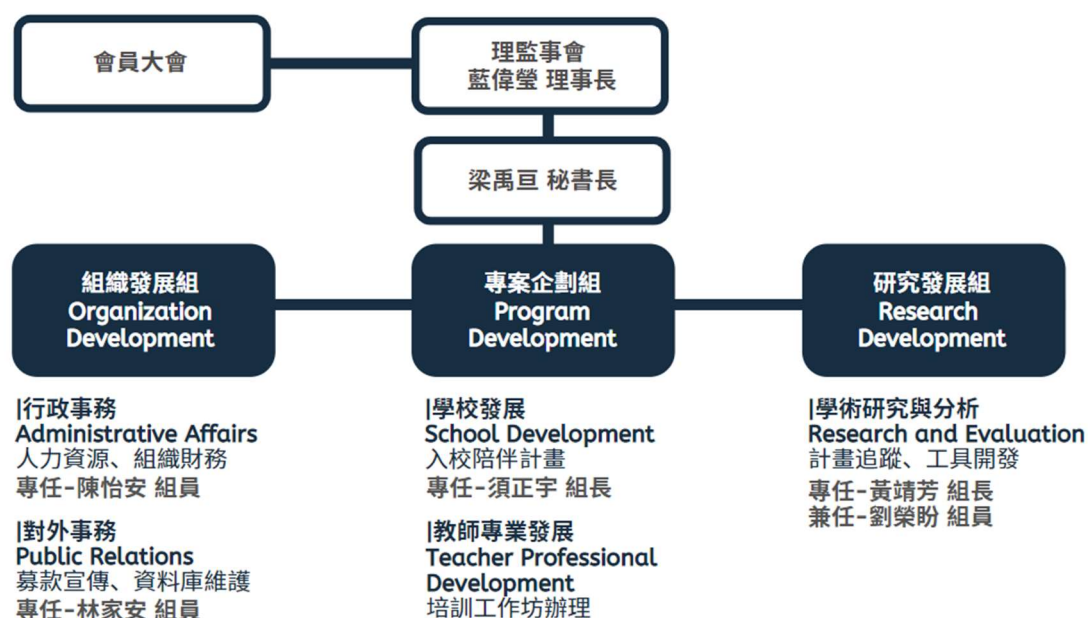 會員大會
理監事會
藍偉瑩 理事長
梁禹亘 秘書長
組織發展組
Organization
Development
專案企劃組
Program
Development
研究發展組
Research
Development
|行政事務
Administrative Affairs
人力資源、組織財務
專任-陳怡安 組員
|對外事務
Public Relations
募款宣傳、資料庫維護
專任-林家安 組員
|學校發展
School Development
入校陪伴計畫
專任-須正宇 組長
|教師專業發展
Teacher Professional
Development
培訓工作坊辦理
|學術研究與分析
Research and Evaluation
計畫追蹤、工具開發
專任-黃靖芳 組長
兼任-劉榮盼 組員